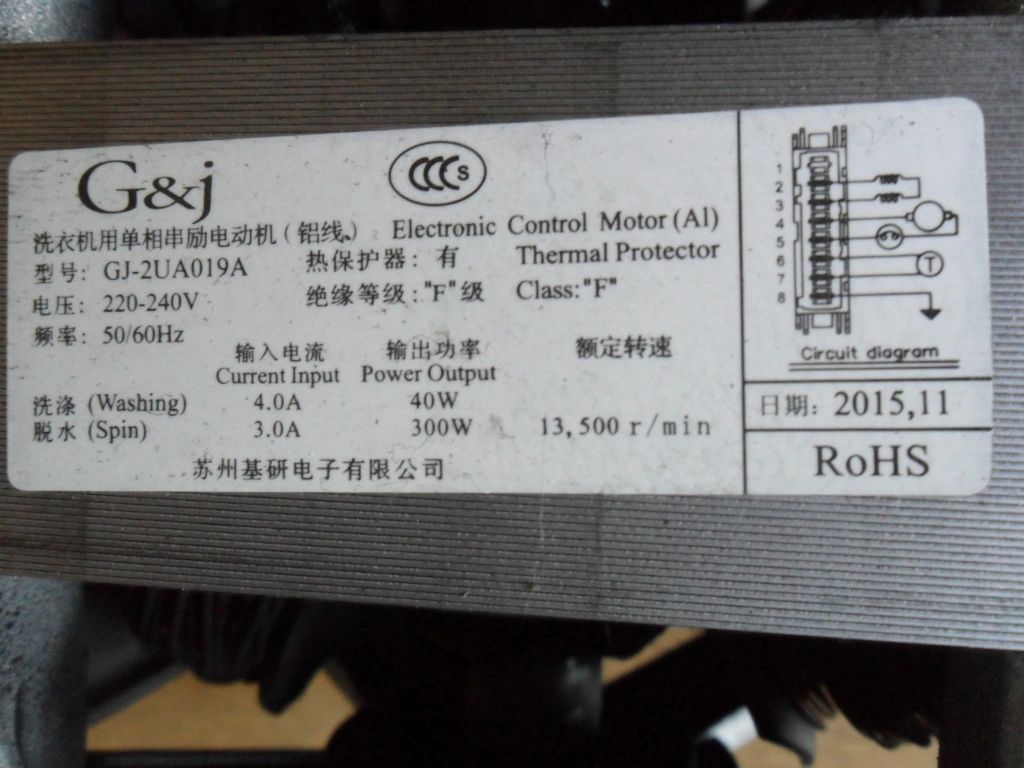 G&j
CCC S
洗衣机用单相串励电动机(铝线) Electronic Control Motor (Al)
型号: GJ-2UA019A 热保护器: 有 Thermal Protector
电压: 220-240V 绝缘等级: "F"级 Class: "F"
频率: 50/60Hz
输入电流 输出功率 额定转速
Current Input Power Output
洗涤 (Washing) 4.0A 40W
脱水 (Spin) 3.0A 300W 13,500 r/min
苏州基研电子有限公司
1
2
3
4
5
6
7
8
T
Circuit diagram
日期: 2015,11
RoHS